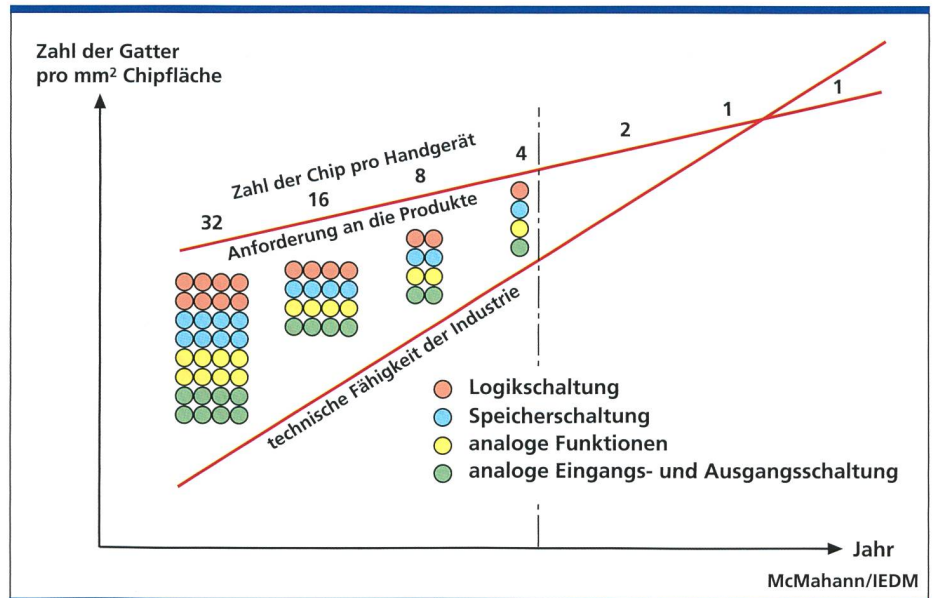 Zahl der Gatter
pro mm² Chipfläche
Zahl der Chip pro Handgerät
32
16
8
4
2
1
1
Anforderung an die Produkte
technische Fähigkeit der Industrie
Logikschaltung
Speicherschaltung
analoge Funktionen
analoge Eingangs- und Ausgangsschaltung
Jahr
McMahann/IEDM